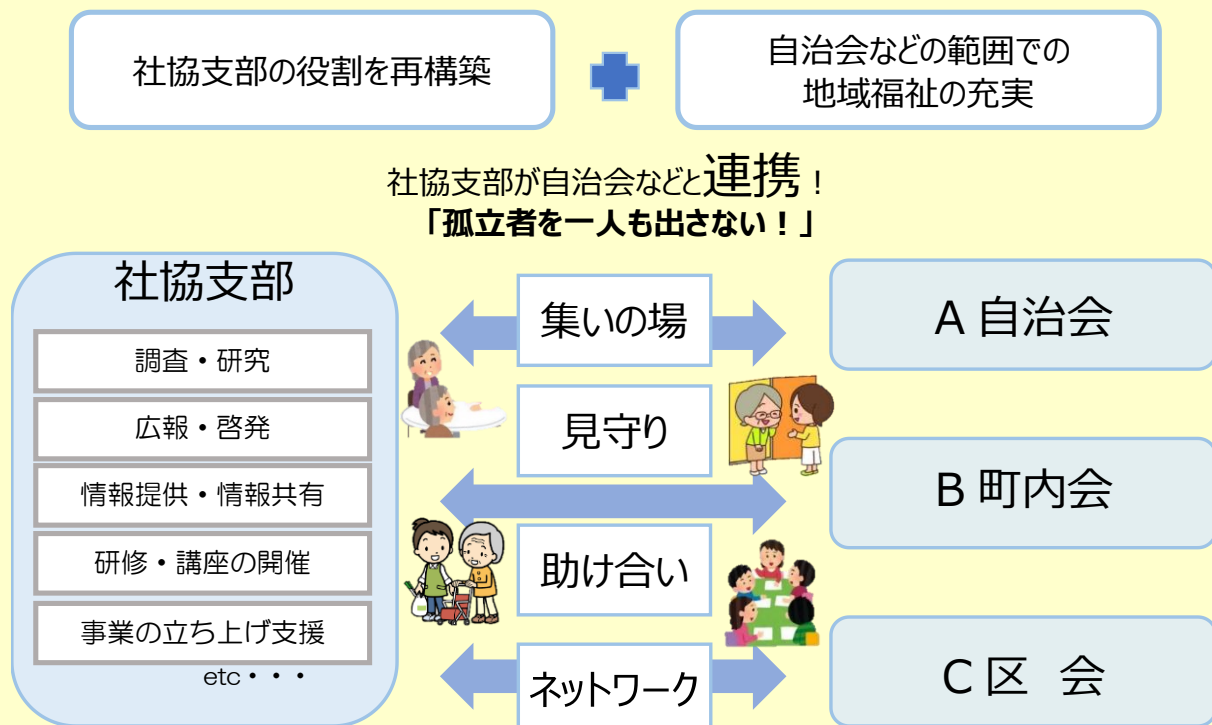 社協支部の役割を再構築
自治会などの範囲での
地域福祉の充実
社協支部が自治会などと連携！
「孤立者を一人も出さない！」
社協支部
調査・研究
広報・啓発
情報提供・情報共有
研修・講座の開催
事業の立ち上げ支援
etc・・・
集いの場
見守り
助け合い
ネットワーク
A 自治会
B 町内会
C 区 会